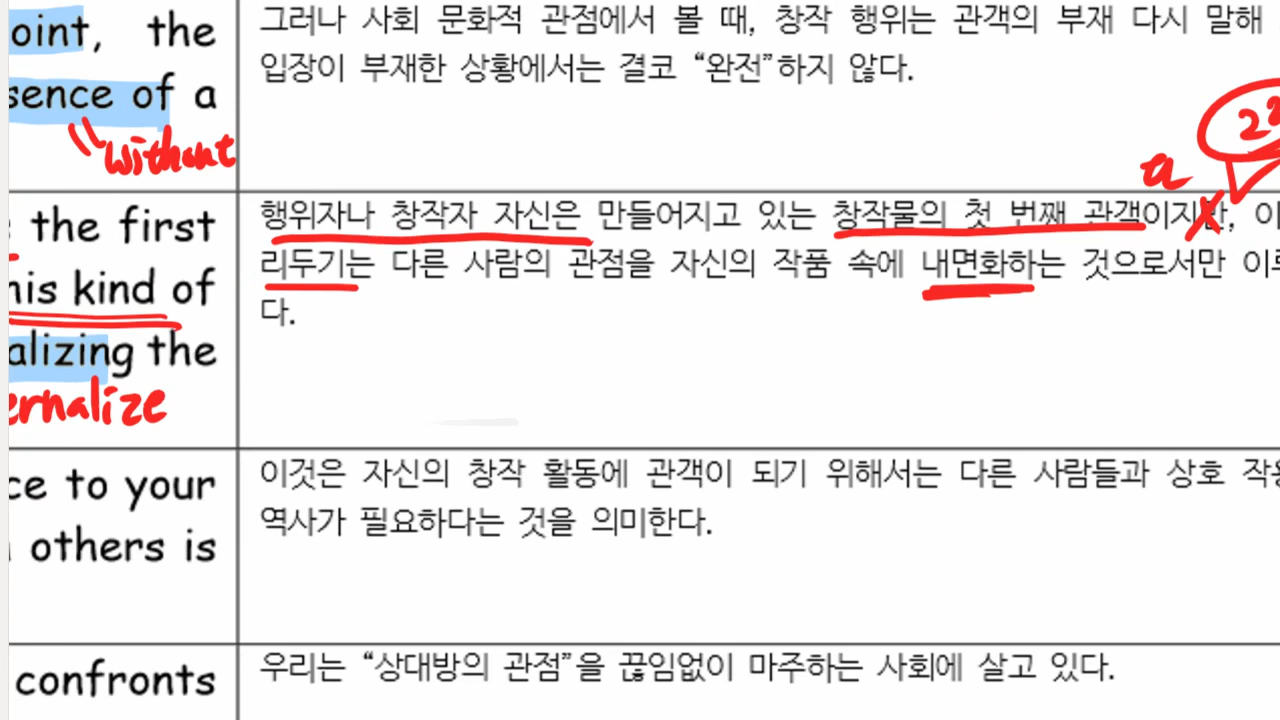 oint, the
sence of a
without
the first
his kind of
alizing the
ernalize
ce to your
others is
confronts
그러나 사회 문화적 관점에서 볼 때, 창작 행위는 관객의 부재 다시 말해
입장이 부재한 상황에서는 결코 “완전”하지 않다.
a
행위자나 창작자 자신은 만들어지고 있는 창작물의 첫 번째 관객이지만,
리두기는 다른 사람의 관점을 자신의 작품 속에 내면화하는 것으로서만
다.
이것은 자신의 창작 활동에 관객이 되기 위해서는 다른 사람들과 상호
역사가 필요하다는 것을 의미한다.
우리는 “상대방의 관점”을 끊임없이 마주하는 사회에 살고 있다.